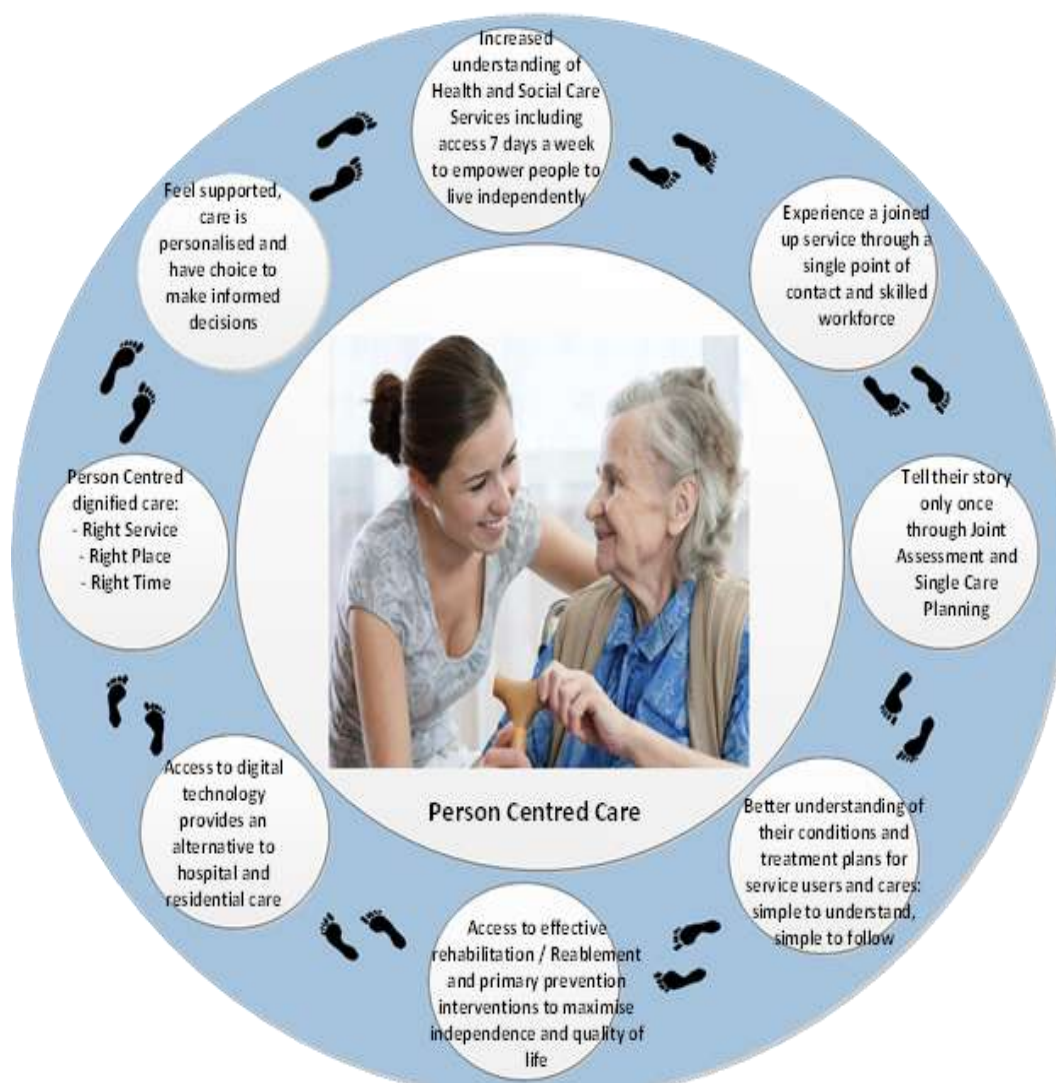 Increased
understanding of
Health and Social Care
Services including
access 7 days a week
to empower people to
live independently
Experience a joined
up service through a
single point of
contact and skilled
workforce
Tell their story
only once
through Joint
Assessment and
Single Care
Planning
Better understanding of
their conditions and
treatment plans for
service users and cares:
simple to understand,
simple to follow
Access to effective
rehabilitation / Reablement
and primary prevention
interventions to maximise
independence and quality of
life
Access to digital
technology
provides an
alternative to
hospital and
residential care
Person Centred
dignified care:
- Right Service
- Right Place
- Right Time
Feel supported,
care is
personalised and
have choice to
make informed
decisions
Person Centred Care